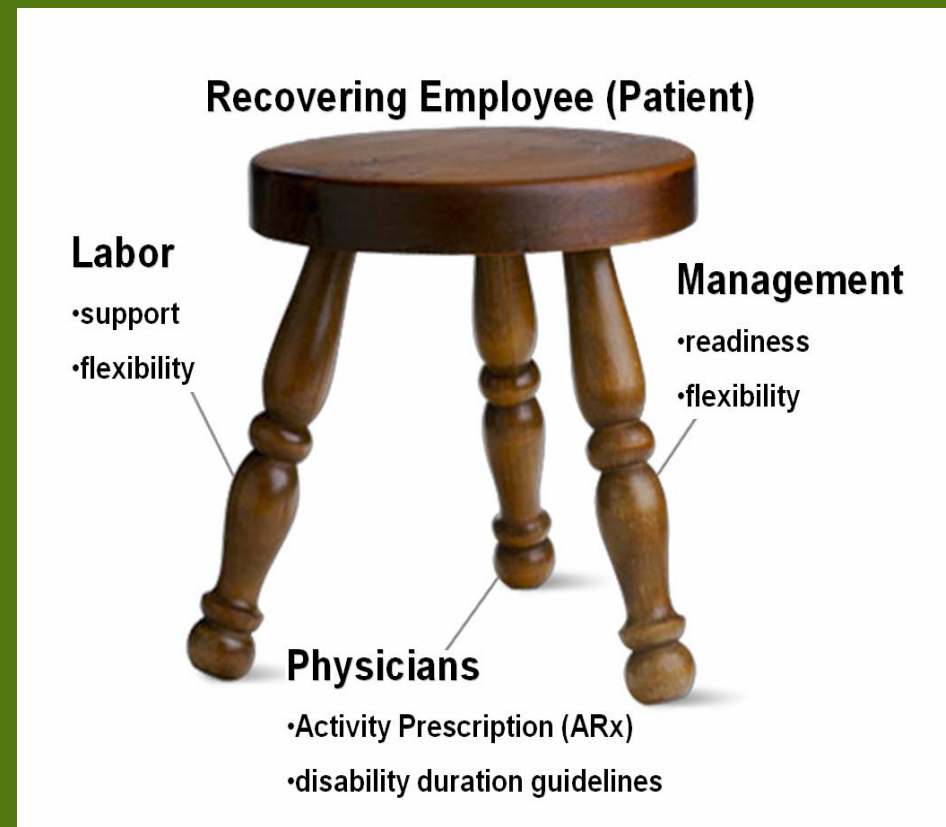 Recovering Employee (Patient)
Labor
•support
•flexibility
Management
•readiness
•flexibility
Physicians
•Activity Prescription (ARx)
•disability duration guidelines